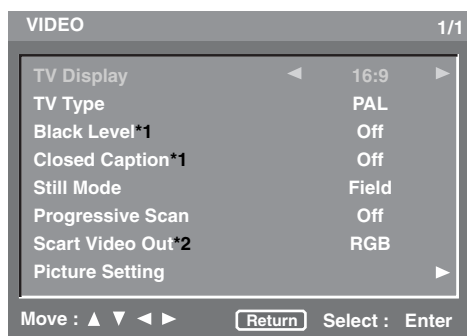 VIDEO 1/1
TV Display ◄ 16:9 ►
TV Type PAL
Black Level*1 Off
Closed Caption*1 Off
Still Mode Field
Progressive Scan Off
Scart Video Out*2 RGB
Picture Setting ►
Move : ▲ ▼ ◄ ► Return Select : Enter